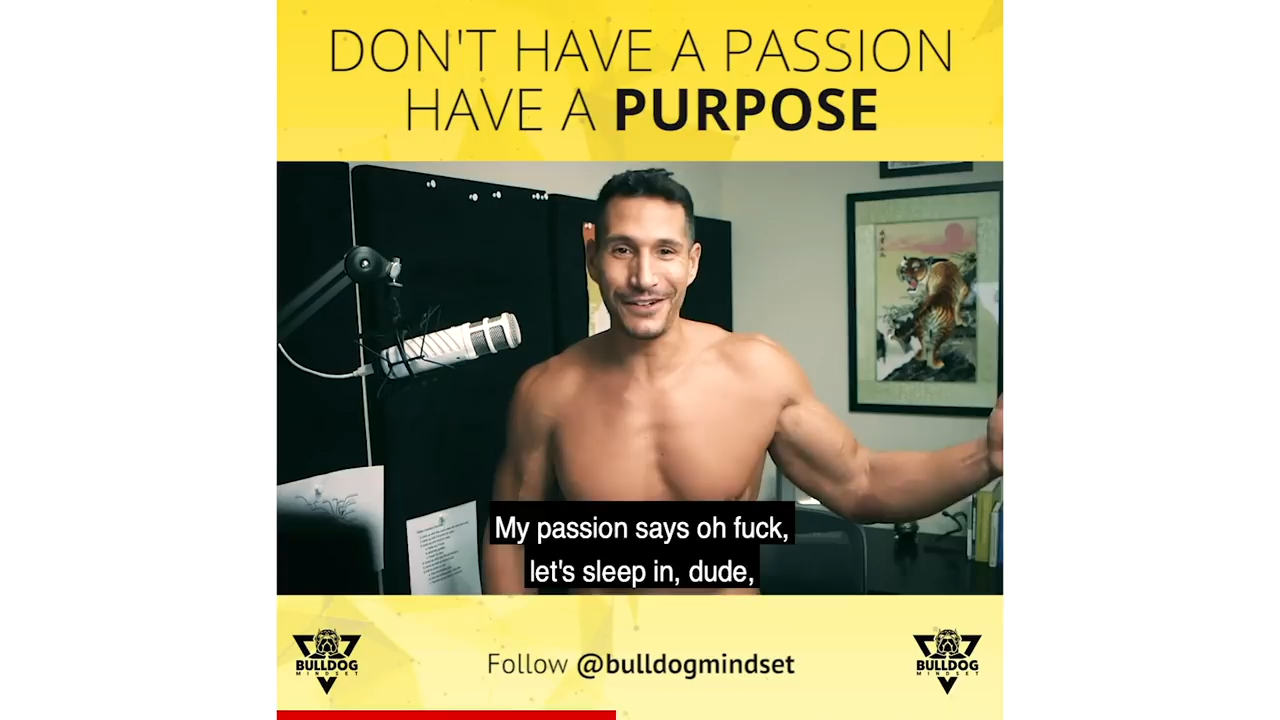 DON'T HAVE A PASSION
HAVE A PURPOSE
My passion says oh fuck,
let's sleep in, dude,
BULLDOG
MINDSET
Follow @bulldogmindset
BULLDOG
MINDSET